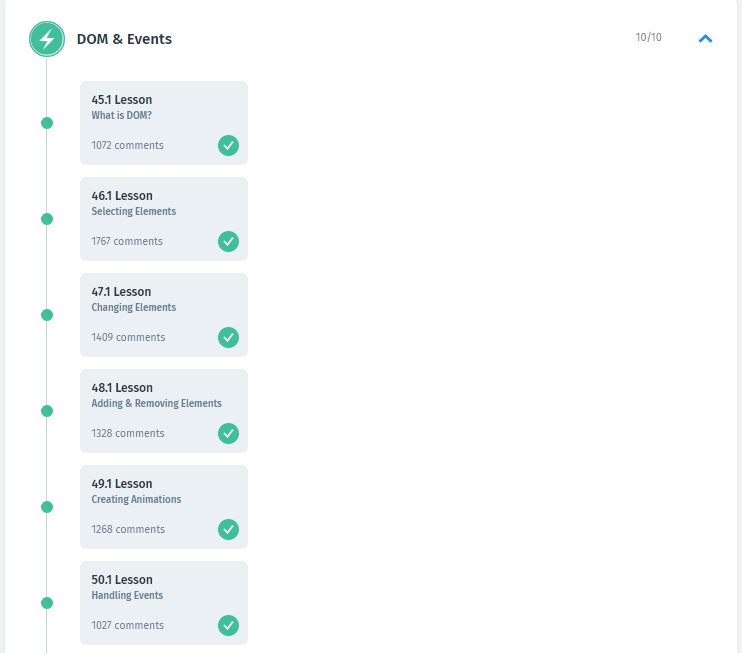 DOM & Events
10/10
45.1 Lesson
What is DOM?
1072 comments
46.1 Lesson
Selecting Elements
1767 comments
47.1 Lesson
Changing Elements
1409 comments
48.1 Lesson
Adding & Removing Elements
1328 comments
49.1 Lesson
Creating Animations
1268 comments
50.1 Lesson
Handling Events
1027 comments